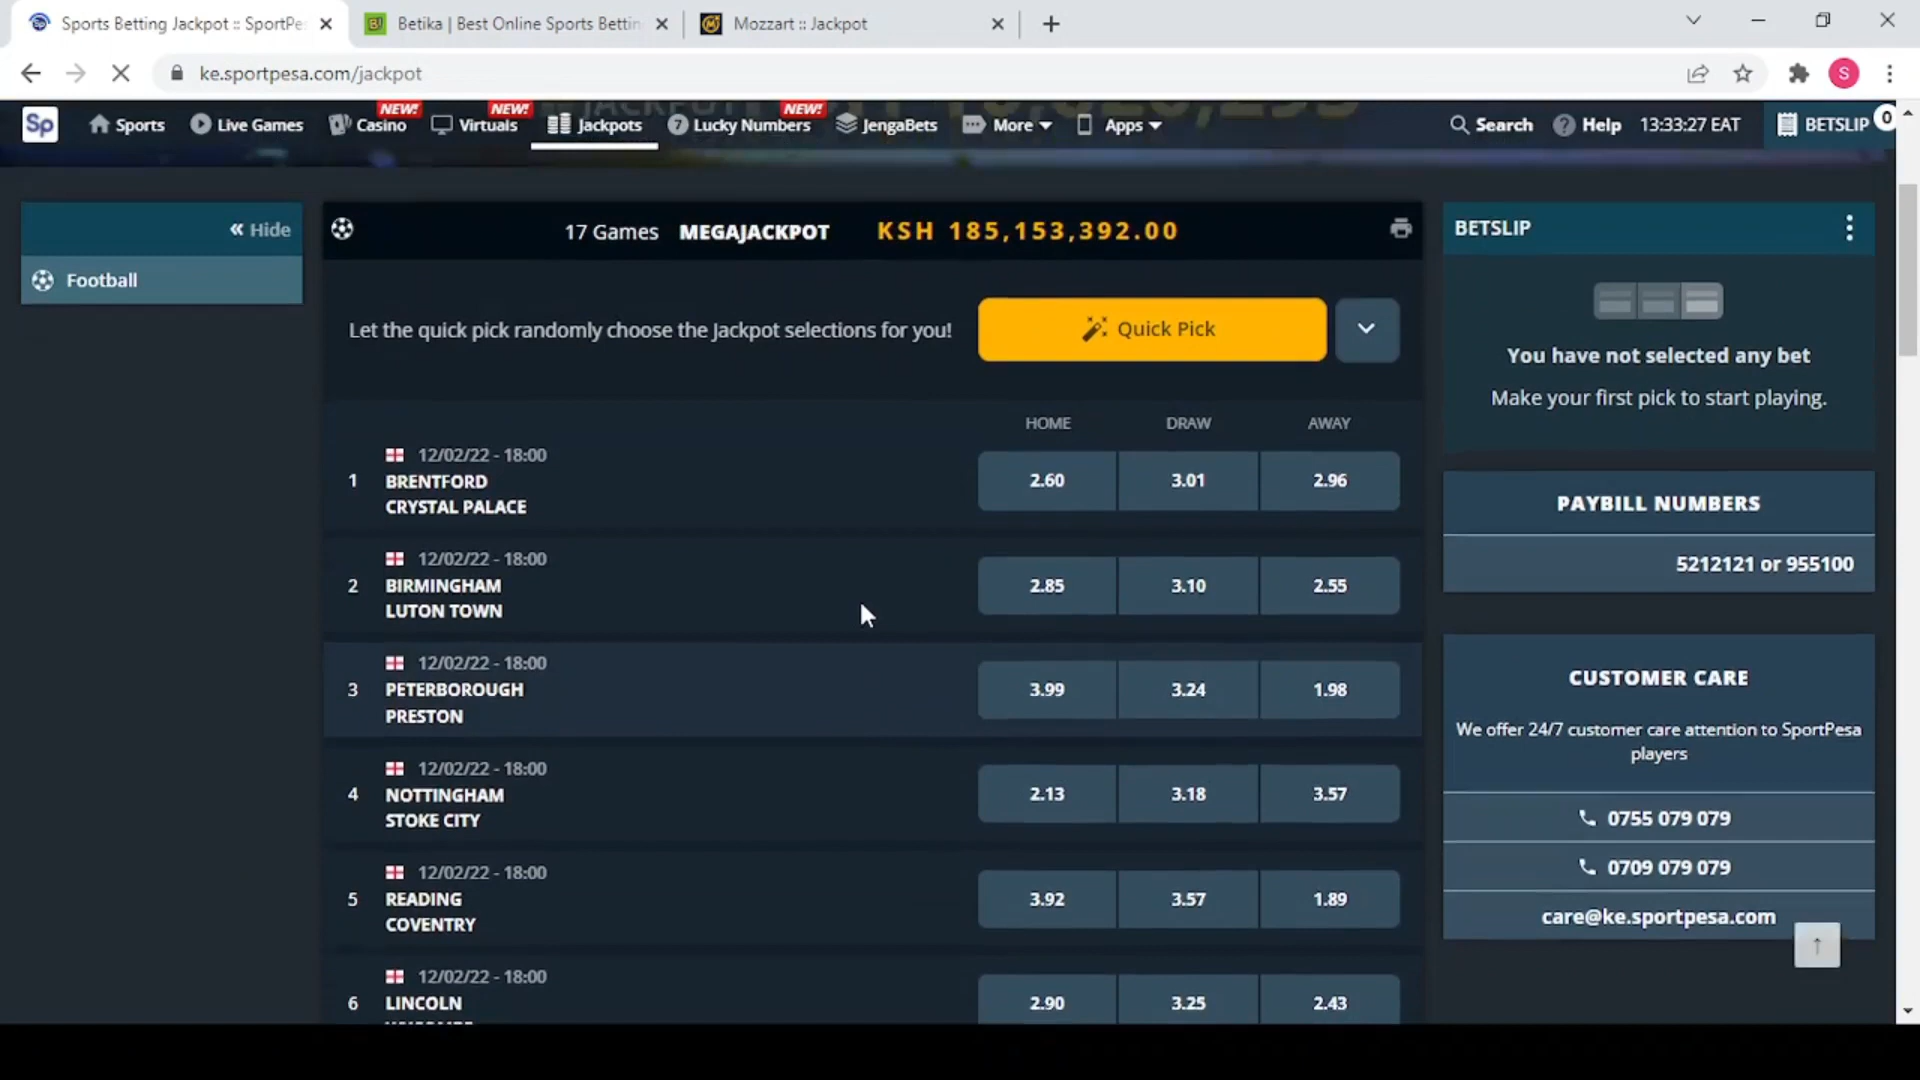 Sports Betting Jackpot :: SportPe
Betika | Best Online Sports Bettin
Mozzart :: Jackpot
ke.sportpesa.com/jackpot
S
Sp
Sports
Live Games
NEW!
Casino
NEW!
Virtuals
Jackpots
NEW!
Lucky Numbers
JengaBets
More
Apps
Search
Help
13:33:27 EAT
BETSLIP
0
Hide
Football
17 Games MEGAJACKPOT KSH 185,153,392.00
Let the quick pick randomly choose the Jackpot selections for you!
Quick Pick
HOME DRAW AWAY
12/02/22 - 18:00
1 BRENTFORD
CRYSTAL PALACE
2.60 3.01 2.96
12/02/22 - 18:00
2 BIRMINGHAM
LUTON TOWN
2.85 3.10 2.55
12/02/22 - 18:00
3 PETERBOROUGH
PRESTON
3.99 3.24 1.98
12/02/22 - 18:00
4 NOTTINGHAM
STOKE CITY
2.13 3.18 3.57
12/02/22 - 18:00
5 READING
COVENTRY
3.92 3.57 1.89
12/02/22 - 18:00
6 LINCOLN
2.90 3.25 2.43
BETSLIP
You have not selected any bet
Make your first pick to start playing.
PAYBILL NUMBERS
5212121 or 955100
CUSTOMER CARE
We offer 24/7 customer care attention to SportPesa
players
0755 079 079
0709 079 079
care@ke.sportpesa.com